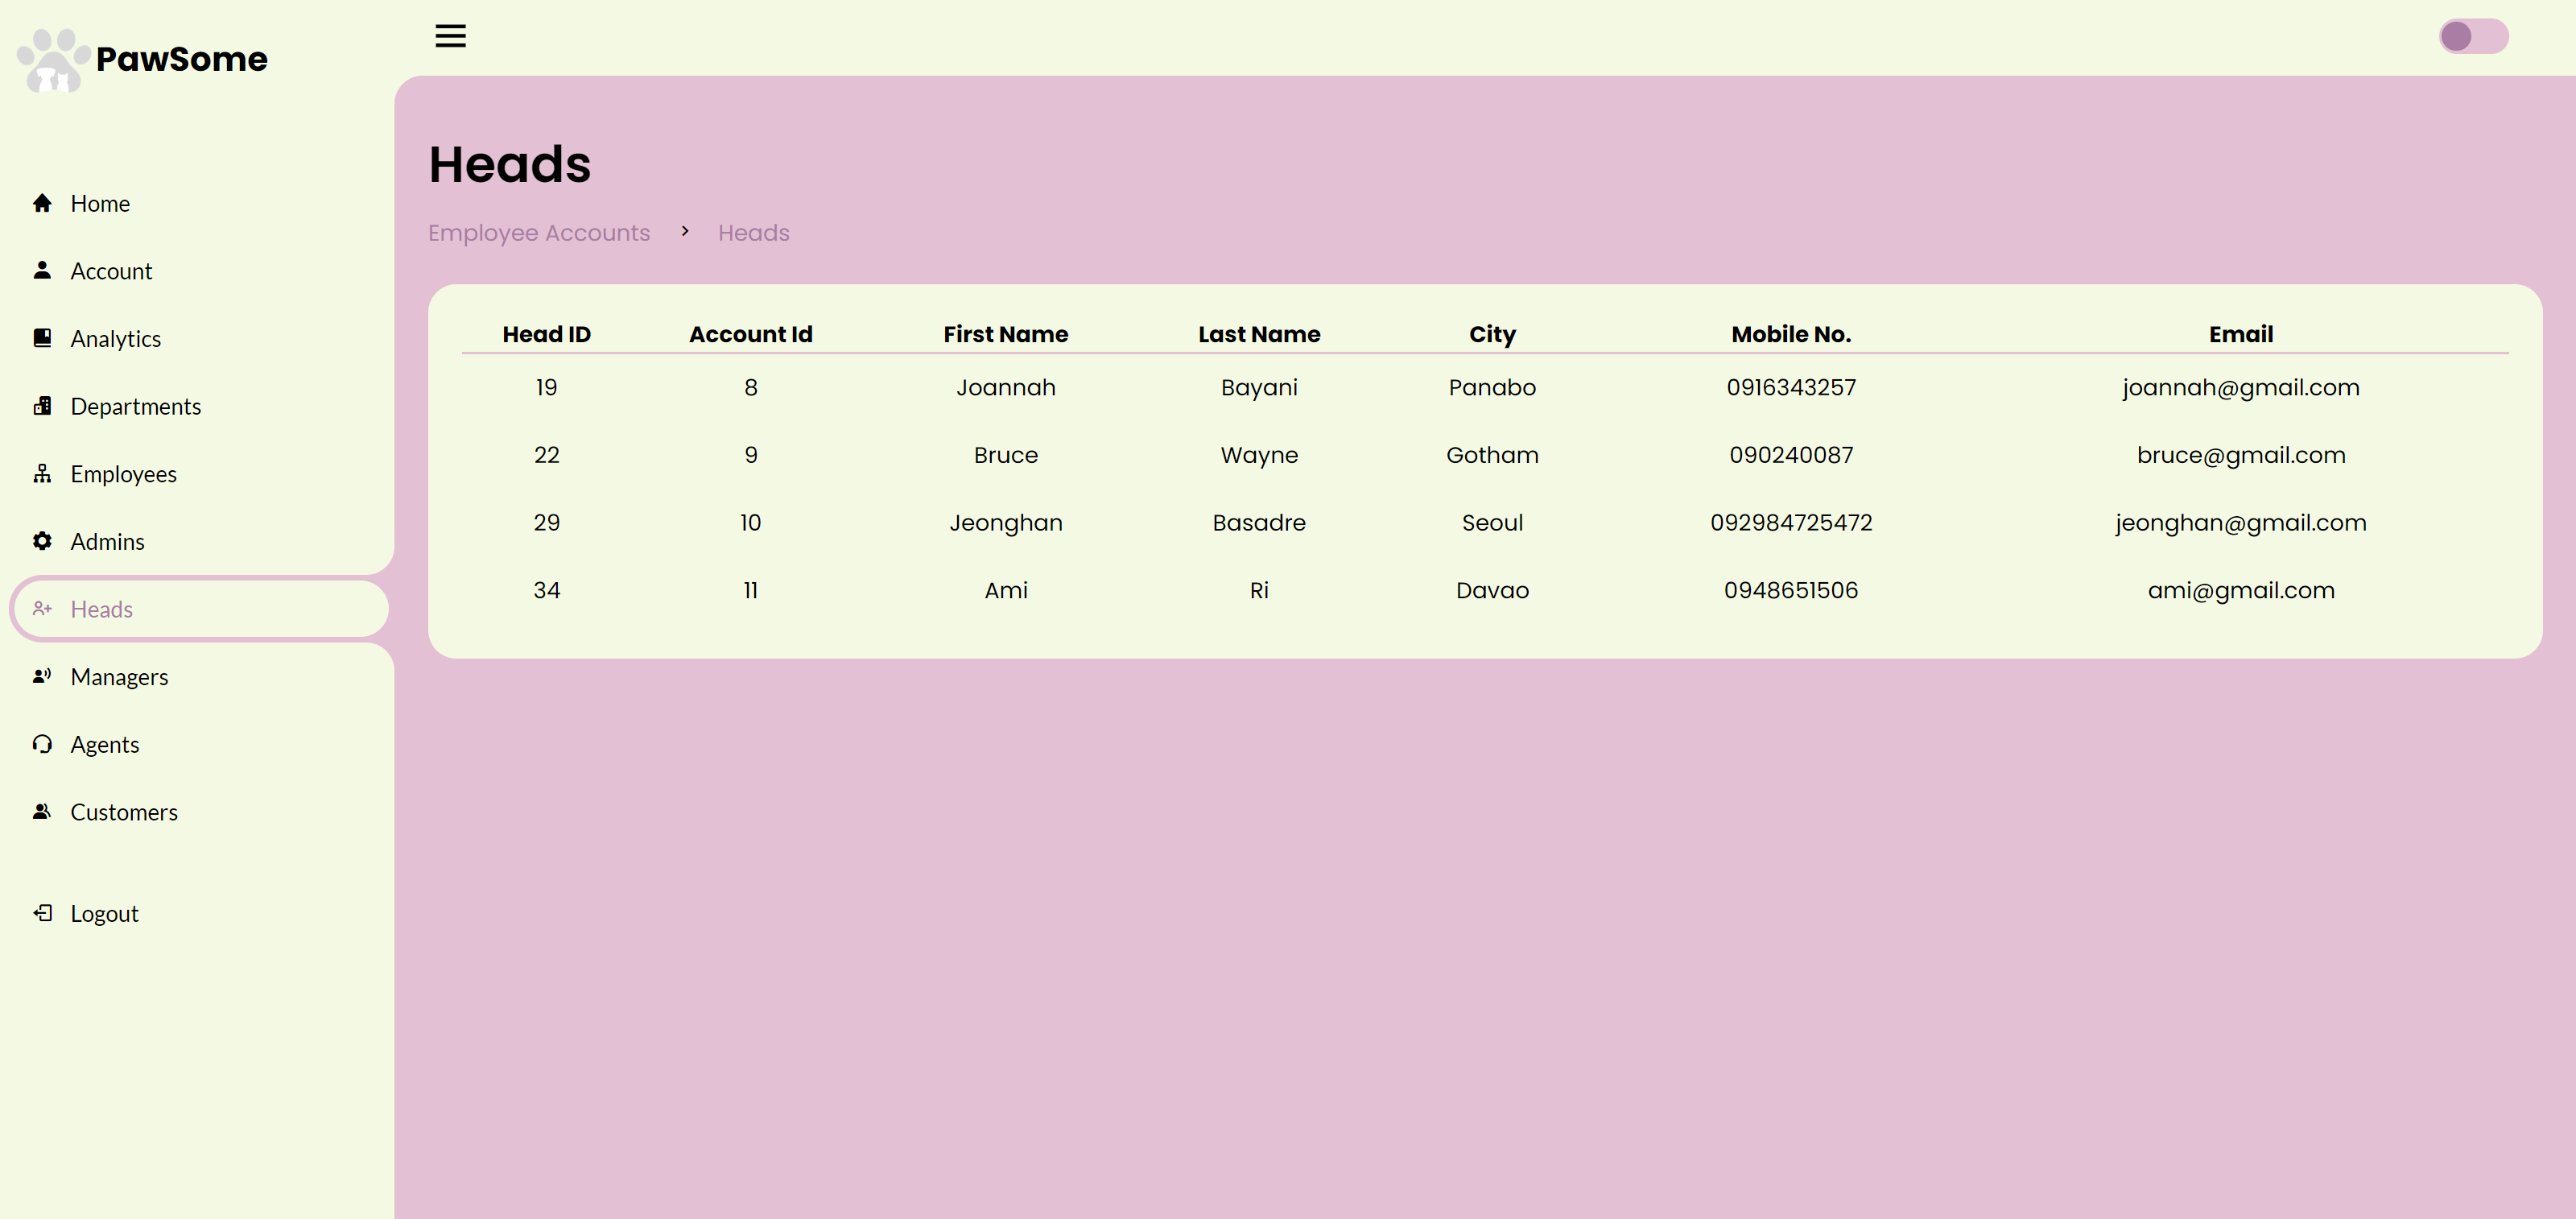 PawSome
Home
Account
Analytics
Departments
Employees
Admins
Heads
Managers
Agents
Customers
Logout
Heads
Employee Accounts > Heads
Head ID Account Id First Name Last Name City Mobile No. Email
19 8 Joannah Bayani Panabo 0916343257 joannah@gmail.com
22 9 Bruce Wayne Gotham 090240087 bruce@gmail.com
29 10 Jeonghan Basadre Seoul 092984725472 jeonghan@gmail.com
34 11 Ami Ri Davao 0948651506 ami@gmail.com